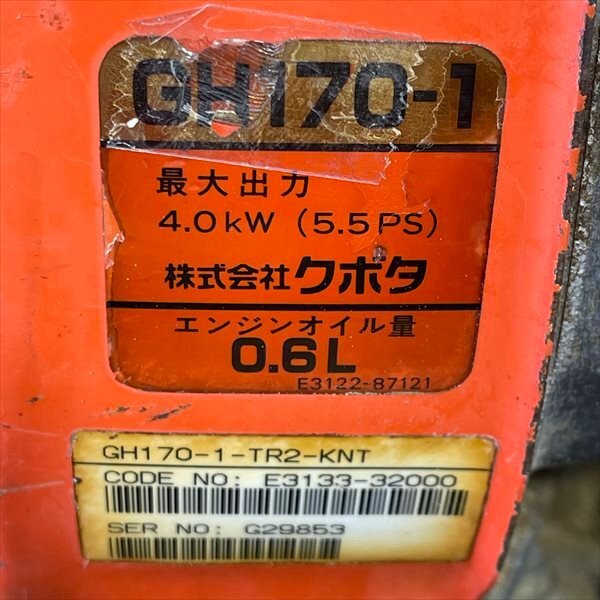 GH170-1
最大出力
4.0kW (5.5PS)
株式会社クボタ
エンジンオイル量
0.6L
E3122-87121
GH170-1-TR2-KNT
CODE NO: E3133-32000
SER NO: G29853